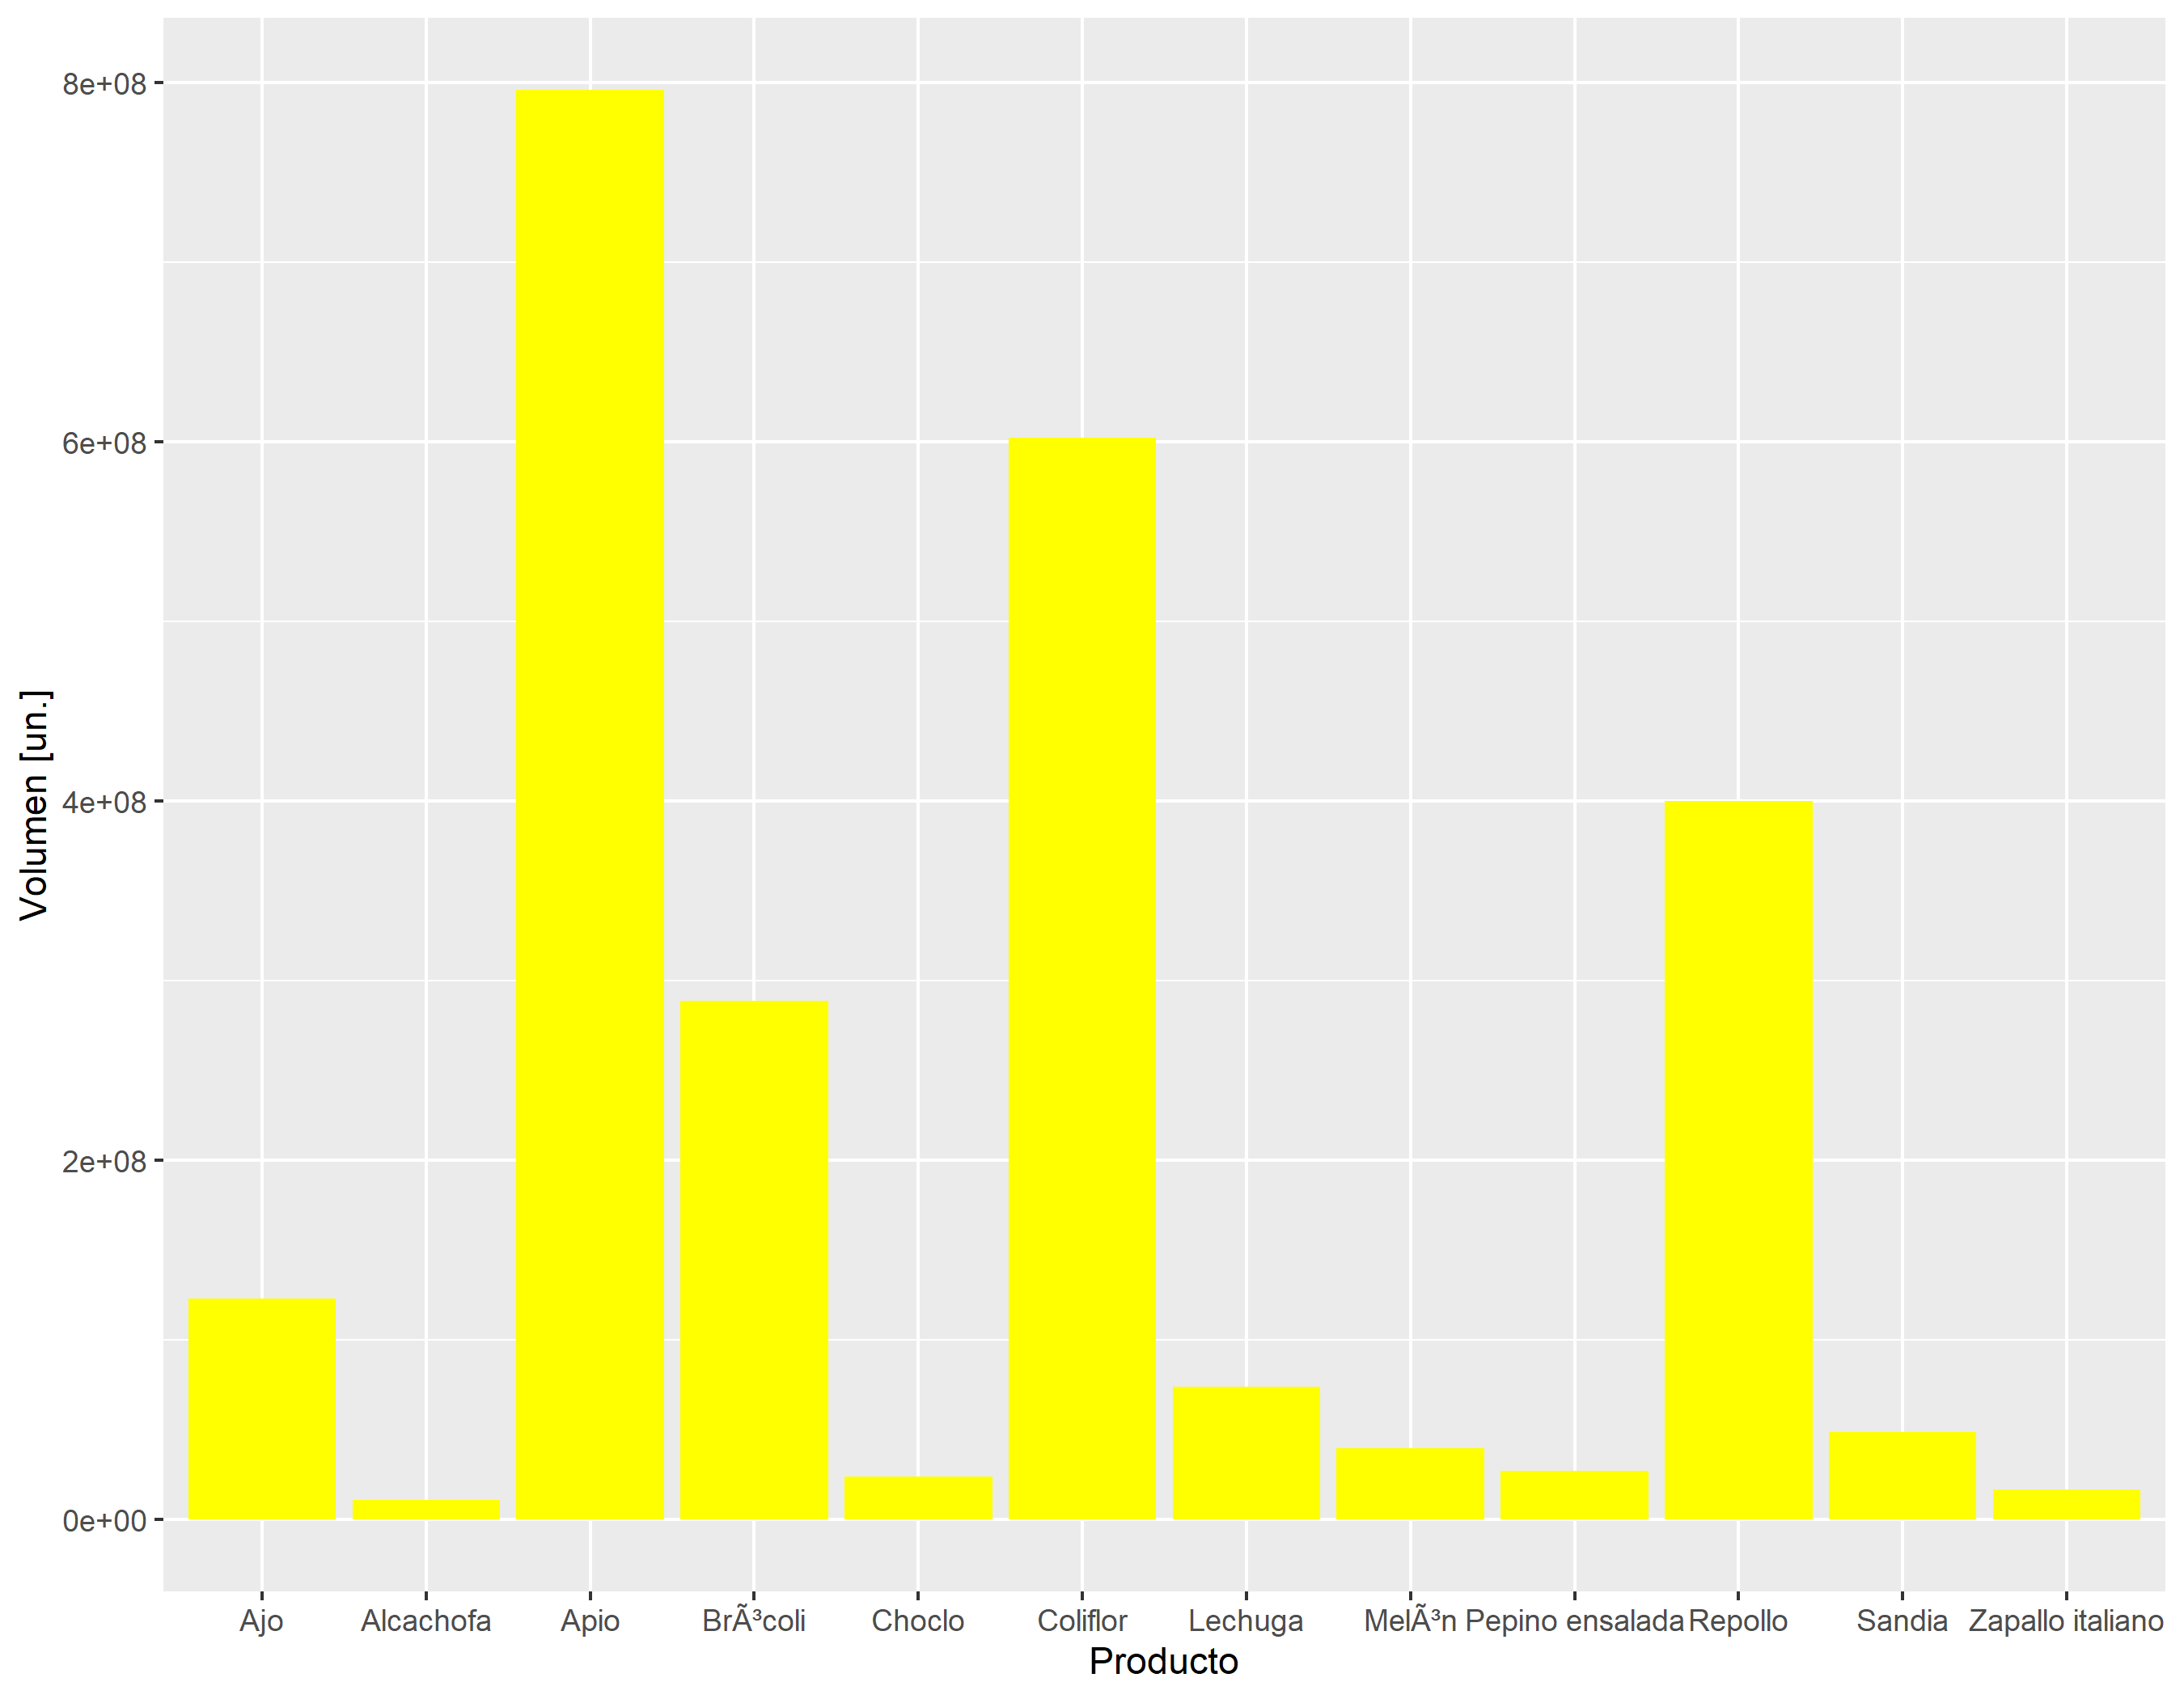 Volumen [un.]
8e+08
6e+08
4e+08
2e+08
0e+00
Ajo Alcachofa Apio BrÃ³coli Choclo Coliflor Lechuga MelÃ³n Pepino ensalada Repollo Sandia Zapallo italiano
Producto